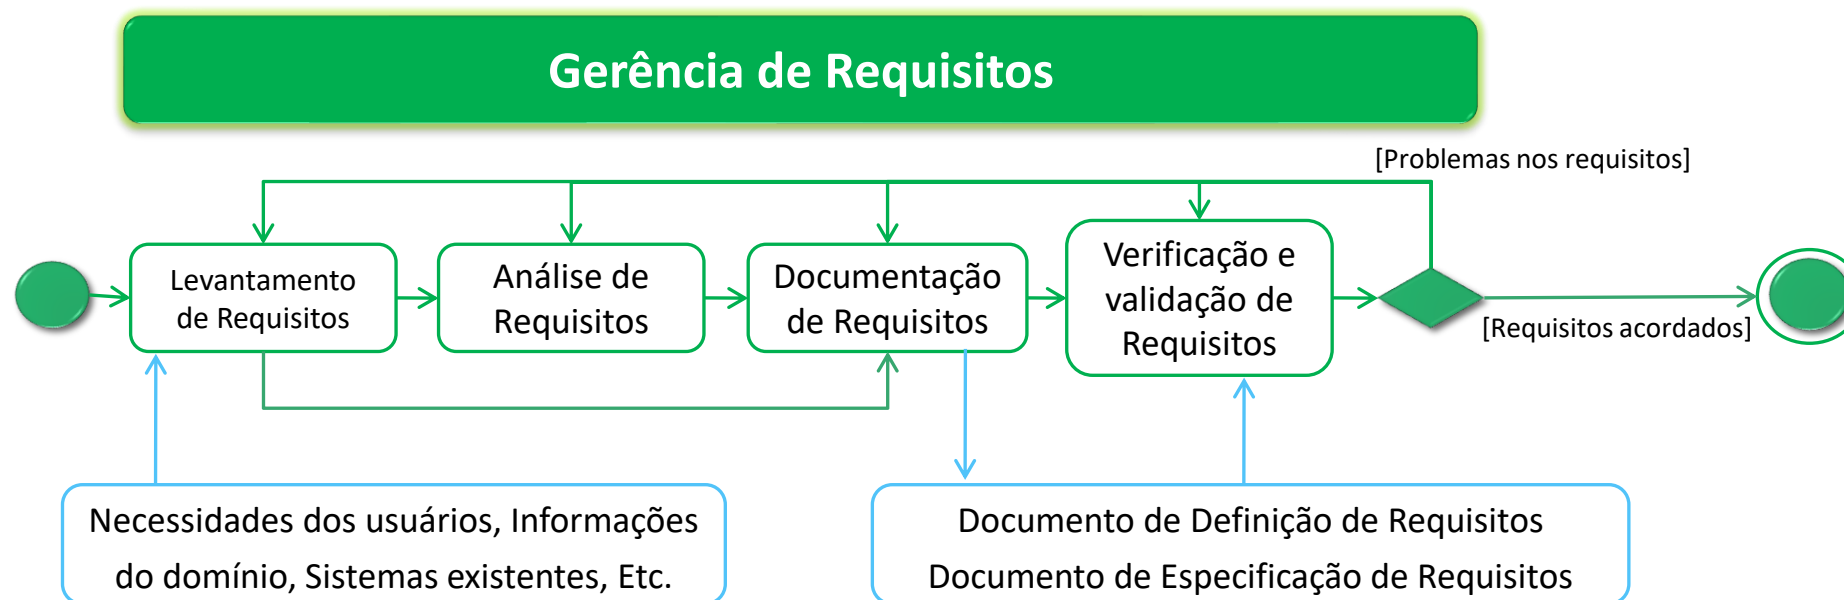 Gerência de Requisitos
[Problemas nos requisitos]
Levantamento
de Requisitos
Análise de
Requisitos
Documentação
de Requisitos
Verificação e
validação de
Requisitos
[Requisitos acordados]
Necessidades dos usuários, Informações
do domínio, Sistemas existentes, Etc.
Documento de Definição de Requisitos
Documento de Especificação de Requisitos